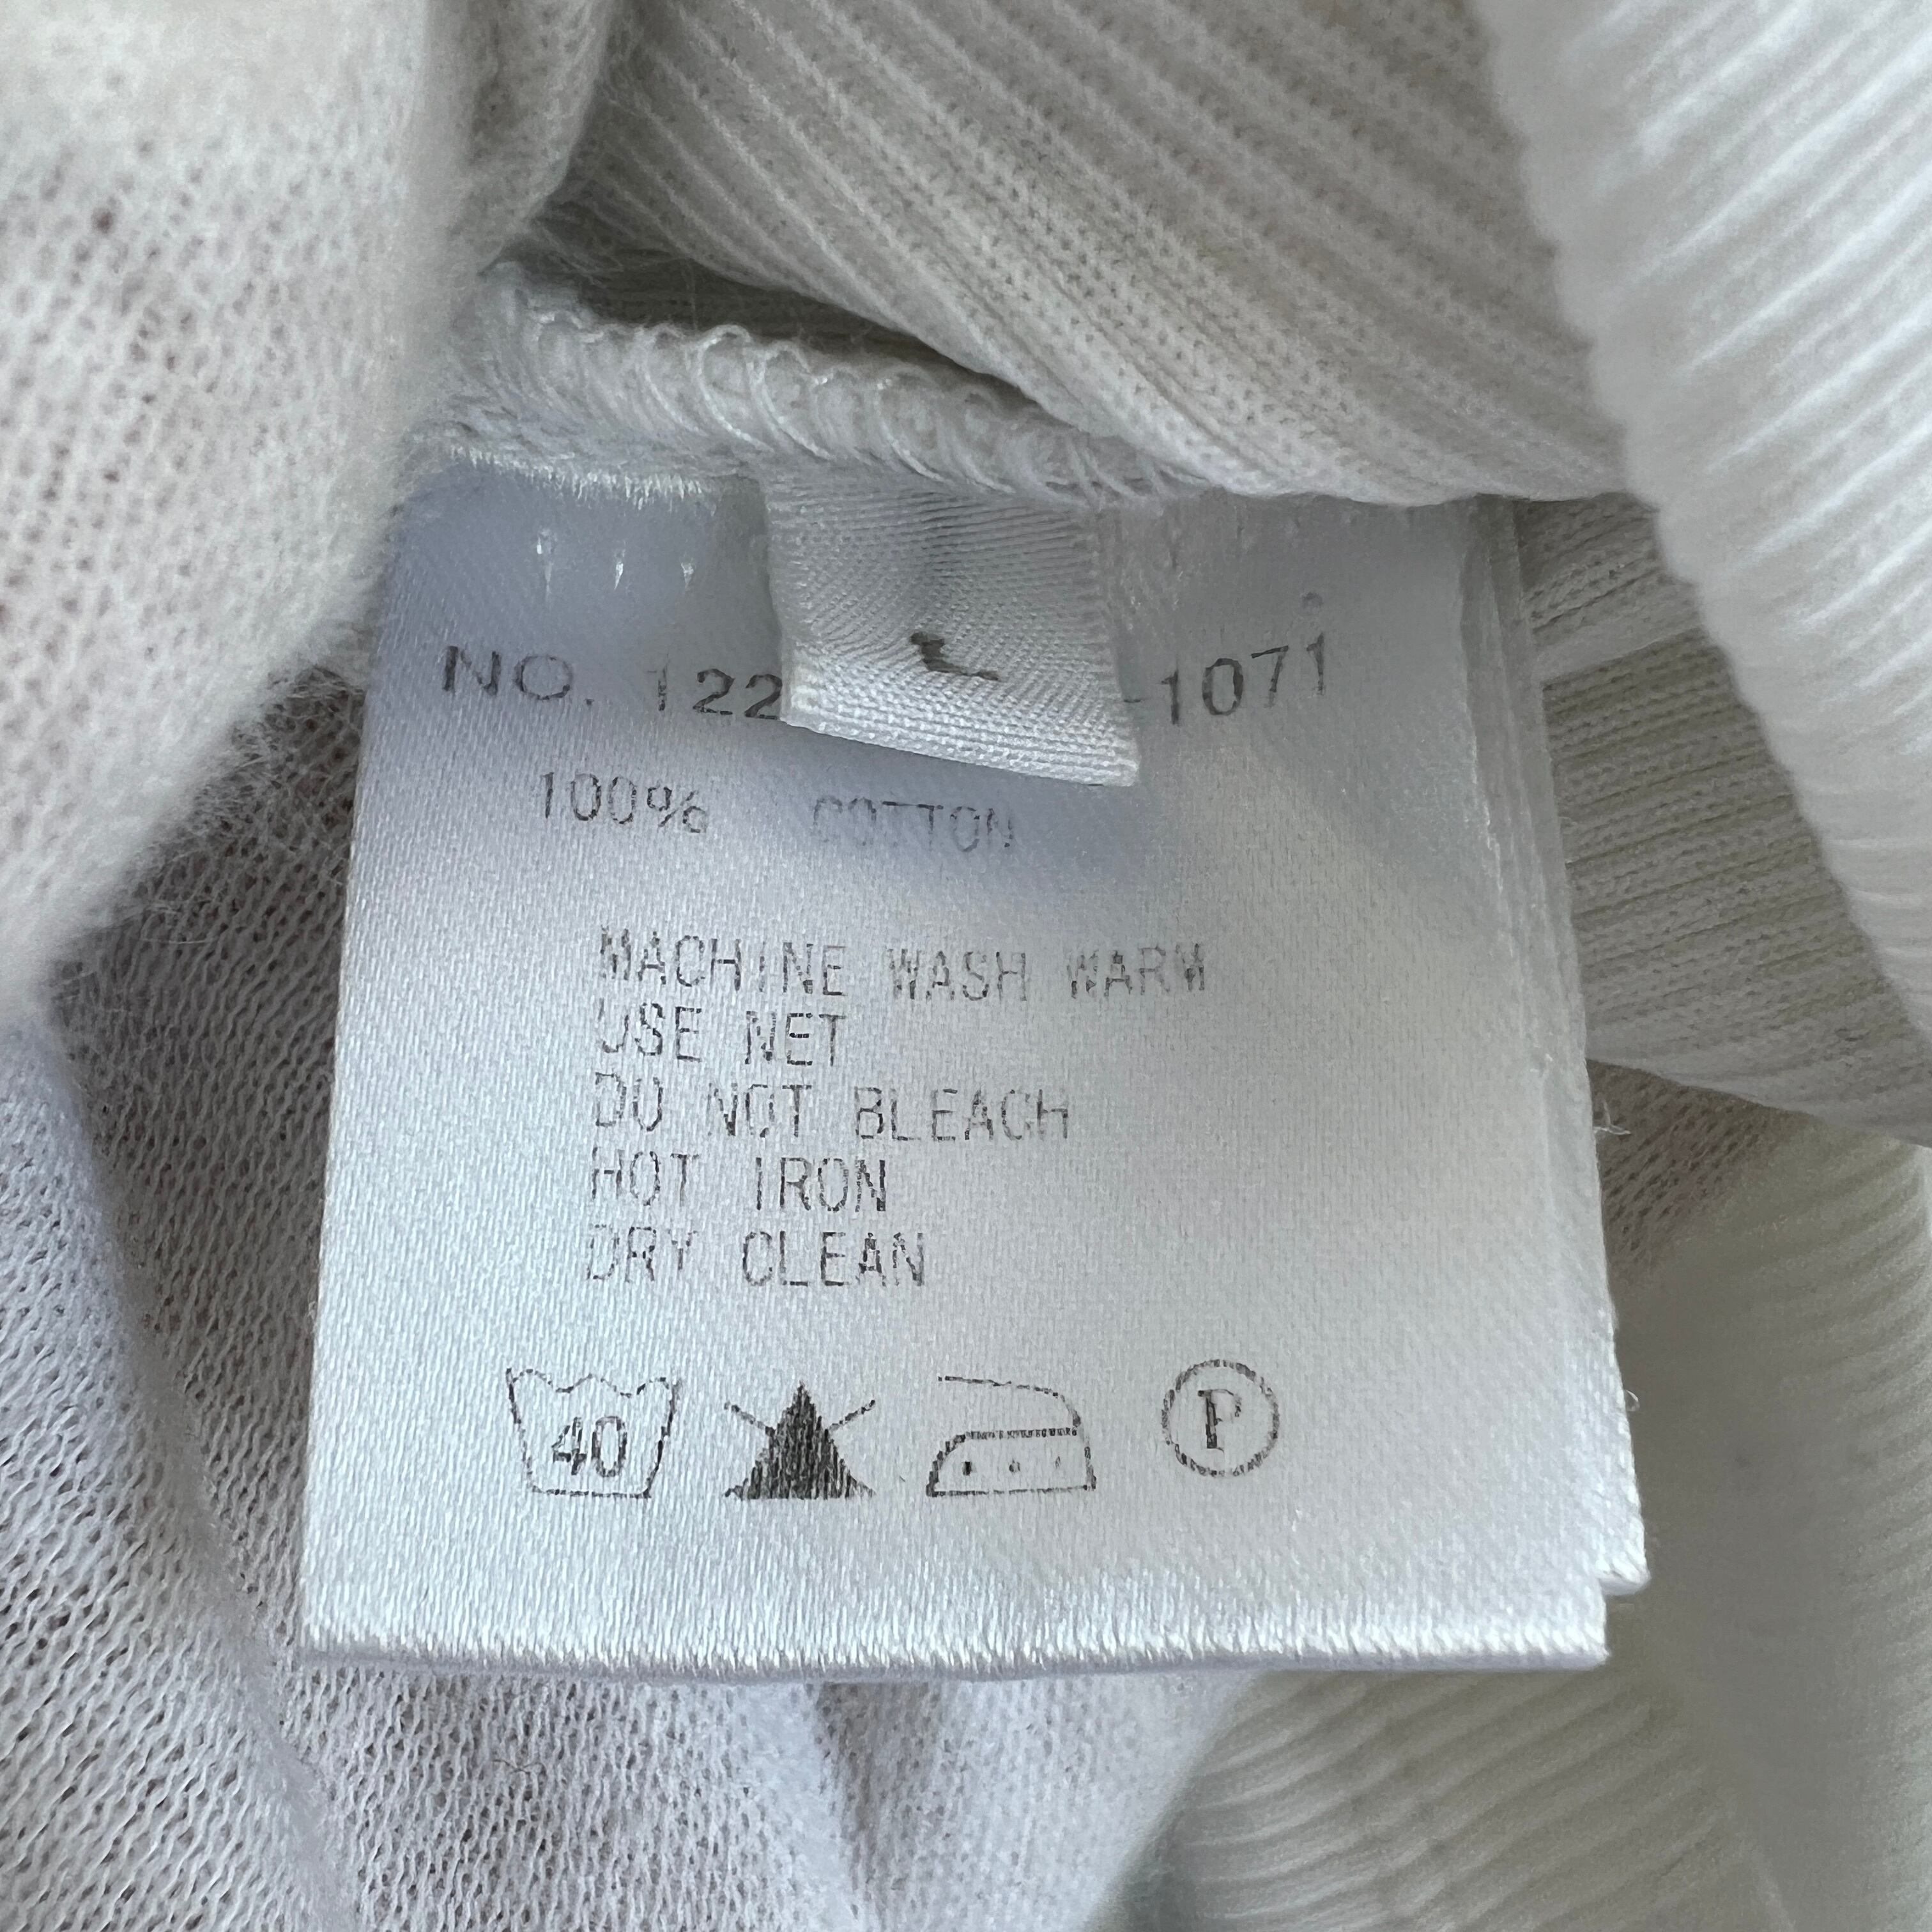 L
NO. 122 -1071
100% COTTON
MACHINE WASH WARM
USE NET
DO NOT BLEACH
HOT IRON
DRY CLEAN
40 P